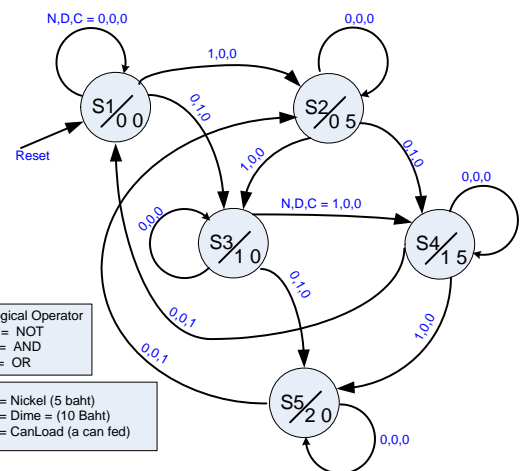 N,D,C = 0,0,0
0,0,0
1,0,0
S1/0 0
S2/0 5
0,1,0
0,1,0
Reset
1,0,0
0,0,0
N,D,C = 1,0,0
0,0,0
S3/1 0
S4/1 5
0,1,0
gical Operator
= NOT
= AND
= OR
0,0,1
0,0,1
1,0,0
= Nickel (5 baht)
= Dime = (10 Baht)
= CanLoad (a can fed)
S5/2 0
0,0,0